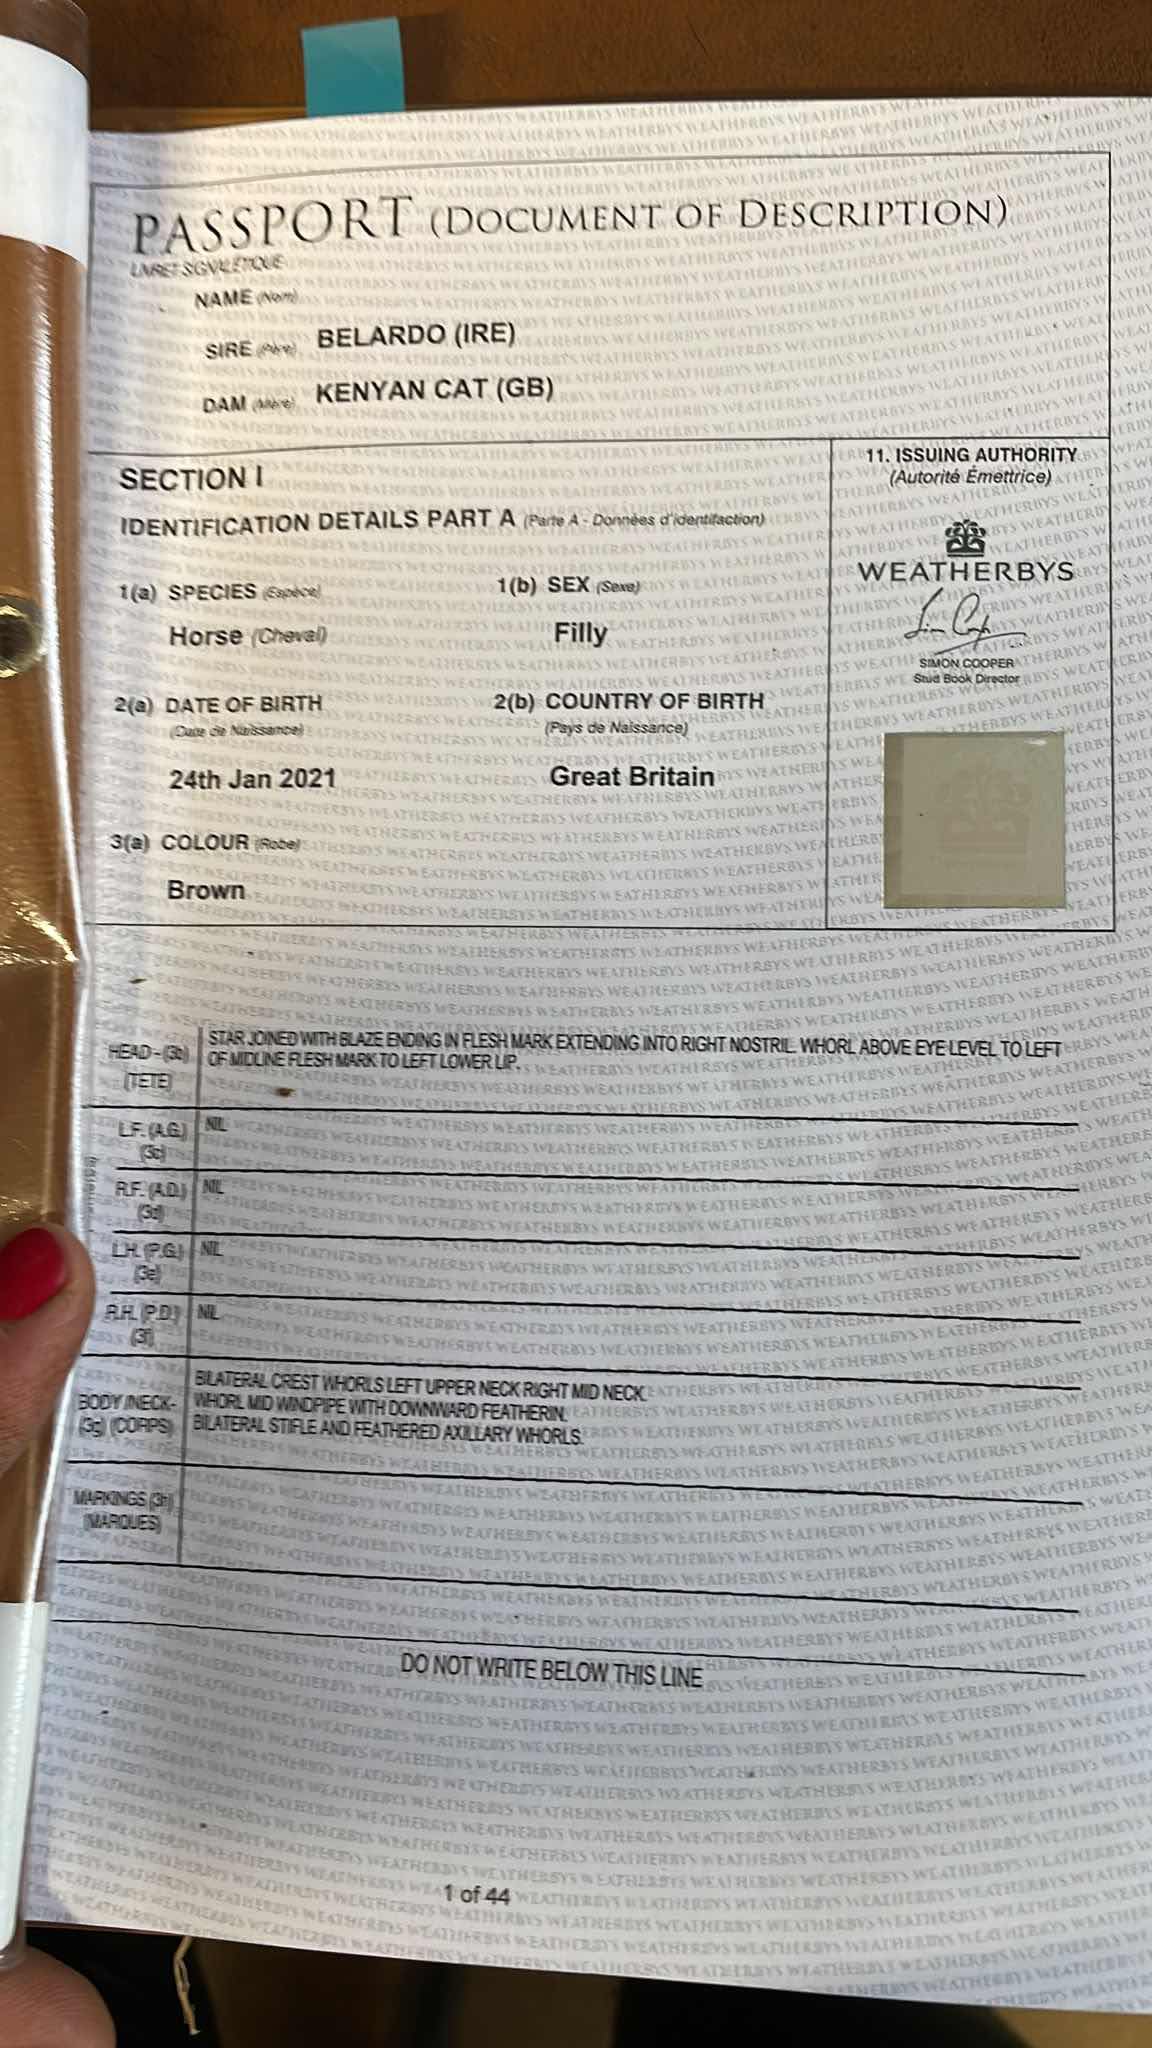 PASSPORT (DOCUMENT OF DESCRIPTION)
LIVRET SIGNALÉTIQUE
NAME (Nom)
SIRE (Père) BELARDO (IRE)
DAM (Mère) KENYAN CAT (GB)
SECTION I
IDENTIFICATION DETAILS PART A (Parte A - Données d'identifaction)
1(a) SPECIES (Espèce) 1(b) SEX (Sexe)
Horse (Cheval) Filly
2(a) DATE OF BIRTH 2(b) COUNTRY OF BIRTH
(Date de Naissance) (Pays de Naissance)
24th Jan 2021 Great Britain
3(a) COLOUR (Robe)
Brown
11. ISSUING AUTHORITY
(Autorité Émettrice)
WEATHERBYS
SIMON COOPER
Stud Book Director
HEAD - (3b) STAR JOINED WITH BLAZE ENDING IN FLESH MARK EXTENDING INTO RIGHT NOSTRIL. WHORL ABOVE EYE LEVEL TO LEFT
(TETE) OF MIDLINE FLESH MARK TO LEFT LOWER LIP.
L.F. (A.G.) NIL
(3c)
R.F. (A.D.) NIL
(3d)
L.H. (P.G.) NIL
(3e)
R.H. (P.D.) NIL
(3f)
BILATERAL CREST WHORLS LEFT UPPER NECK RIGHT MID NECK
BODY /NECK- WHORL MID WINDPIPE WITH DOWNWARD FEATHERIN.
(3g) (CORPS) BILATERAL STIFLE AND FEATHERED AXILLARY WHORLS.
MARKINGS (3h)
(MARQUES)
DO NOT WRITE BELOW THIS LINE
1 of 44